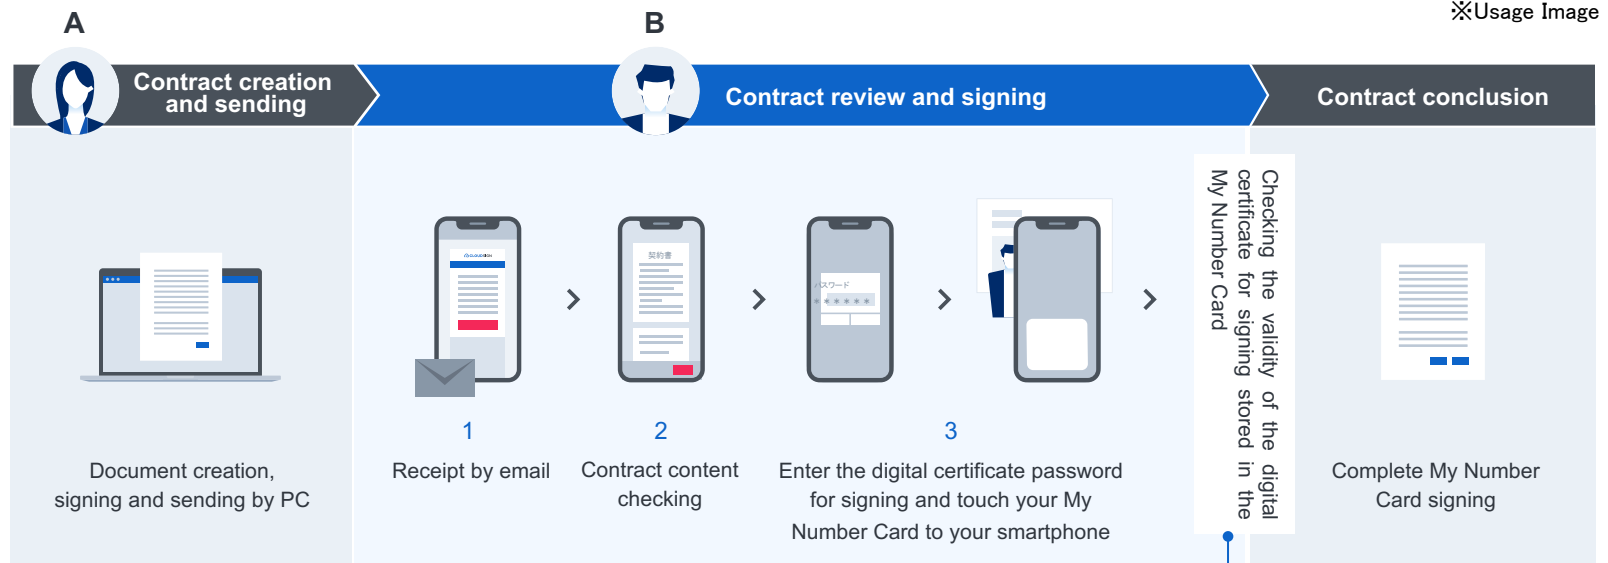 ※Usage Image
A
B
Contract creation
and sending
Contract review and signing
Contract conclusion
CLOUDSIGN
契約書
パスワード
******
Checking the validity of the digital
certificate for signing stored in the
My Number Card
1
2
3
Document creation,
signing and sending by PC
Receipt by email
Contract content
checking
Enter the digital certificate password
for signing and touch your My
Number Card to your smartphone
Complete My Number
Card signing